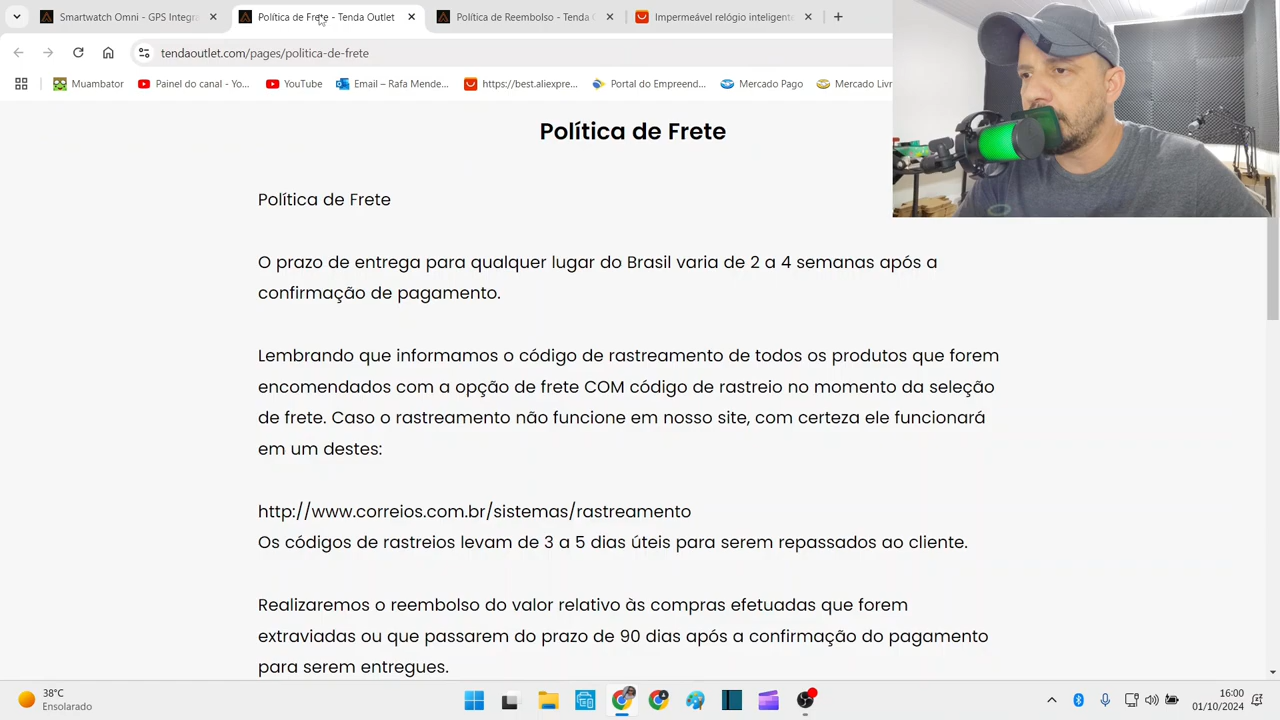 Smartwatch Omni - GPS Integr
Política de Frete - Tenda Outlet
Política de Reembolso - Tenda
Impermeável relógio inteligente
tendaoutlet.com/pages/politica-de-frete
Muambator
Painel do canal - Yo...
YouTube
Email – Rafa Mende...
https://best.aliexpre...
Portal do Empreend...
Mercado Pago
Mercado Livr
Política de Frete
Política de Frete
O prazo de entrega para qualquer lugar do Brasil varia de 2 a 4 semanas após a
confirmação de pagamento.
Lembrando que informamos o código de rastreamento de todos os produtos que forem
encomendados com a opção de frete COM código de rastreio no momento da seleção
de frete. Caso o rastreamento não funcione em nosso site, com certeza ele funcionará
em um destes:
http://www.correios.com.br/sistemas/rastreamento
Os códigos de rastreios levam de 3 a 5 dias úteis para serem repassados ao cliente.
Realizaremos o reembolso do valor relativo às compras efetuadas que forem
extraviadas ou que passarem do prazo de 90 dias após a confirmação do pagamento
para serem entregues.
38°C
Ensolarado
16:00
01/10/2024